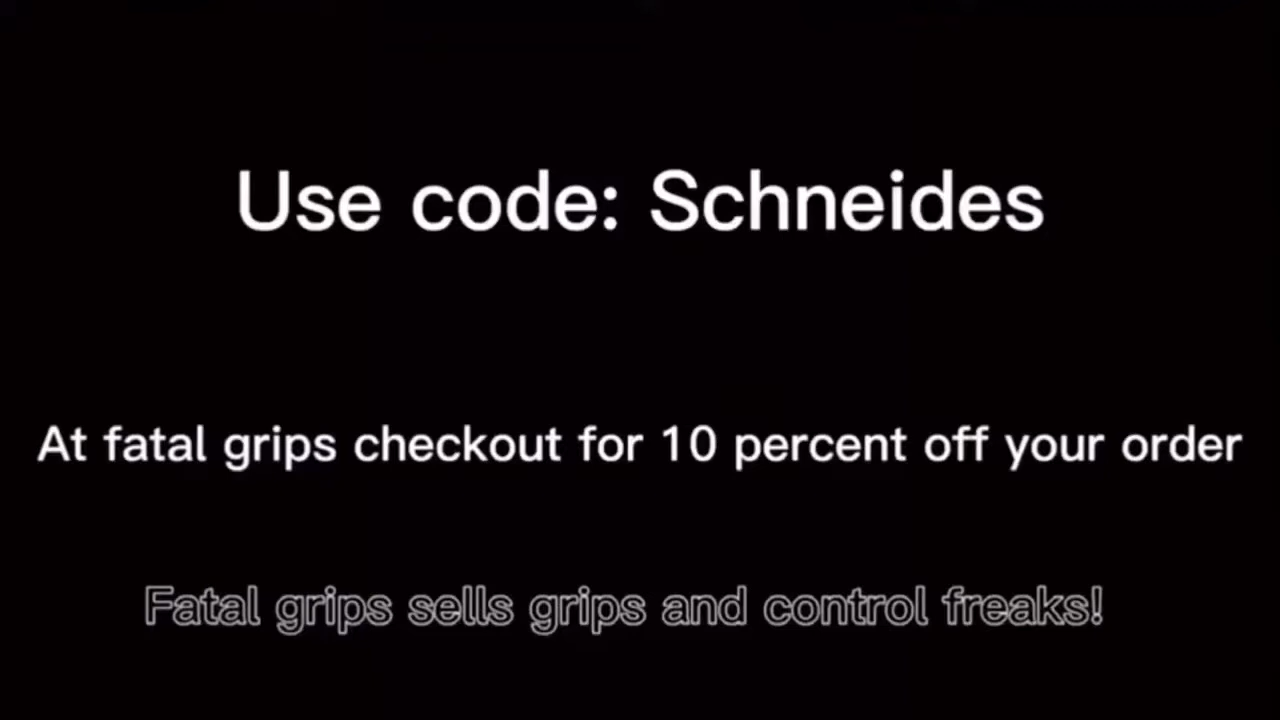 Use code: Schneides
At fatal grips checkout for 10 percent off your order
Fatal grips sells grips and control freaks!